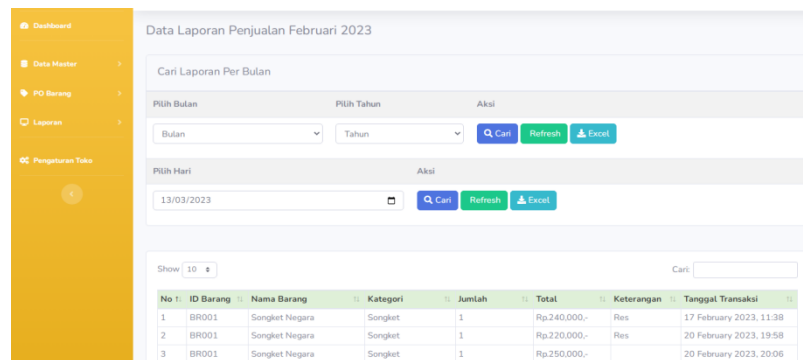 Dashboard
Data Master
PO Barang
Laporan
Pengaturan Toko
Data Laporan Penjualan Februari 2023
Cari Laporan Per Bulan
Pilih Bulan Pilih Tahun Aksi
Bulan Tahun Cari Refresh Excel
Pilih Hari Aksi
13/03/2023 Cari Refresh Excel
Show 10 Cari:
No ID Barang Nama Barang Kategori Jumlah Total Keterangan Tanggal Transaksi
1 BR001 Songket Negara Songket 1 Rp.240,000,- Res 17 February 2023, 11:38
2 BR001 Songket Negara Songket 1 Rp.220,000,- Res 20 February 2023, 19:58
3 BR001 Songket Negara Songket 1 Rp.250,000,- 20 February 2023, 20:06